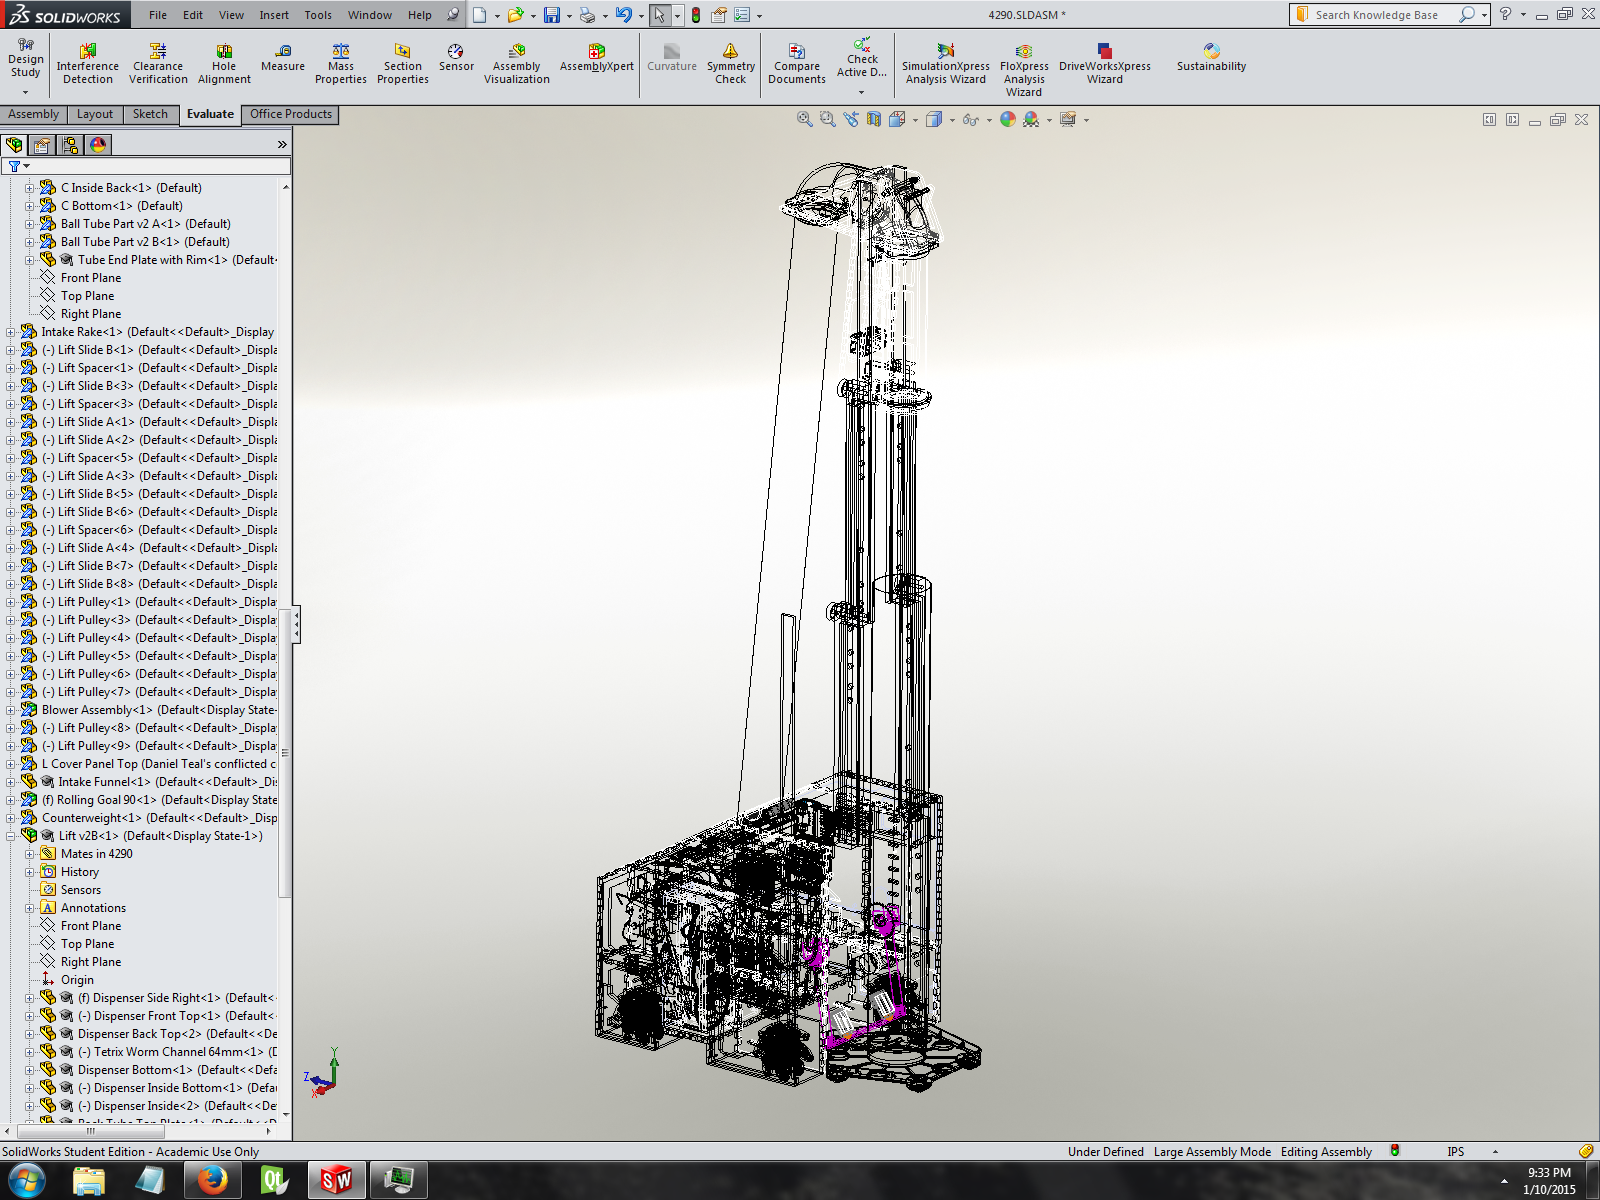 SOLIDWORKS File Edit View Insert Tools Window Help 4290.SLDASM * Search Knowledge Base
Design Study
Interference Detection
Clearance Verification
Hole Alignment
Measure
Mass Properties
Section Properties
Sensor
Assembly Visualization
AssemblyXpert
Curvature
Symmetry Check
Compare Documents
Check Active D...
SimulationXpress Analysis Wizard
FloXpress Analysis Wizard
DriveWorksXpress Wizard
Sustainability
Assembly Layout Sketch Evaluate Office Products
C Inside Back<1> (Default)
C Bottom<1> (Default)
Ball Tube Part v2 A<1> (Default)
Ball Tube Part v2 B<1> (Default)
Tube End Plate with Rim<1> (Default<
Front Plane
Top Plane
Right Plane
Intake Rake<1> (Default<<Default>_Display
(-) Lift Slide B<1> (Default<<Default>_Displa
(-) Lift Spacer<1> (Default<<Default>_Displa
(-) Lift Slide B<3> (Default<<Default>_Displa
(-) Lift Spacer<3> (Default<<Default>_Displa
(-) Lift Slide A<1> (Default<<Default>_Displa
(-) Lift Slide A<2> (Default<<Default>_Displa
(-) Lift Spacer<5> (Default<<Default>_Displa
(-) Lift Slide A<3> (Default<<Default>_Displa
(-) Lift Slide B<5> (Default<<Default>_Displa
(-) Lift Slide B<6> (Default<<Default>_Displa
(-) Lift Spacer<6> (Default<<Default>_Displa
(-) Lift Slide A<4> (Default<<Default>_Displa
(-) Lift Slide B<7> (Default<<Default>_Displa
(-) Lift Slide B<8> (Default<<Default>_Displa
(-) Lift Pulley<1> (Default<<Default>_Display
(-) Lift Pulley<3> (Default<<Default>_Display
(-) Lift Pulley<4> (Default<<Default>_Display
(-) Lift Pulley<5> (Default<<Default>_Display
(-) Lift Pulley<6> (Default<<Default>_Display
(-) Lift Pulley<7> (Default<<Default>_Display
Blower Assembly<1> (Default<Display State-
(-) Lift Pulley<8> (Default<<Default>_Display
(-) Lift Pulley<9> (Default<<Default>_Display
L Cover Panel Top (Daniel Teal's conflicted c
Intake Funnel<1> (Default<<Default>_Dis
(f) Rolling Goal 90<1> (Default<Display State
Counterweight<1> (Default<<Default>_Disp
Lift v2B<1> (Default<Display State-1>)
Mates in 4290
History
Sensors
Annotations
Front Plane
Top Plane
Right Plane
Origin
(f) Dispenser Side Right<1> (Default<
(-) Dispenser Front Top<1> (Default<
Dispenser Back Top<2> (Default<<De
(-) Tetrix Worm Channel 64mm<1> (D
Dispenser Bottom<1> (Default<<Defa
(-) Dispenser Inside Bottom<1> (Defau
(-) Dispenser Inside<2> (Default<<De
Y
Z
X
SolidWorks Student Edition - Academic Use Only Under Defined Large Assembly Mode Editing Assembly IPS
9:33 PM
1/10/2015